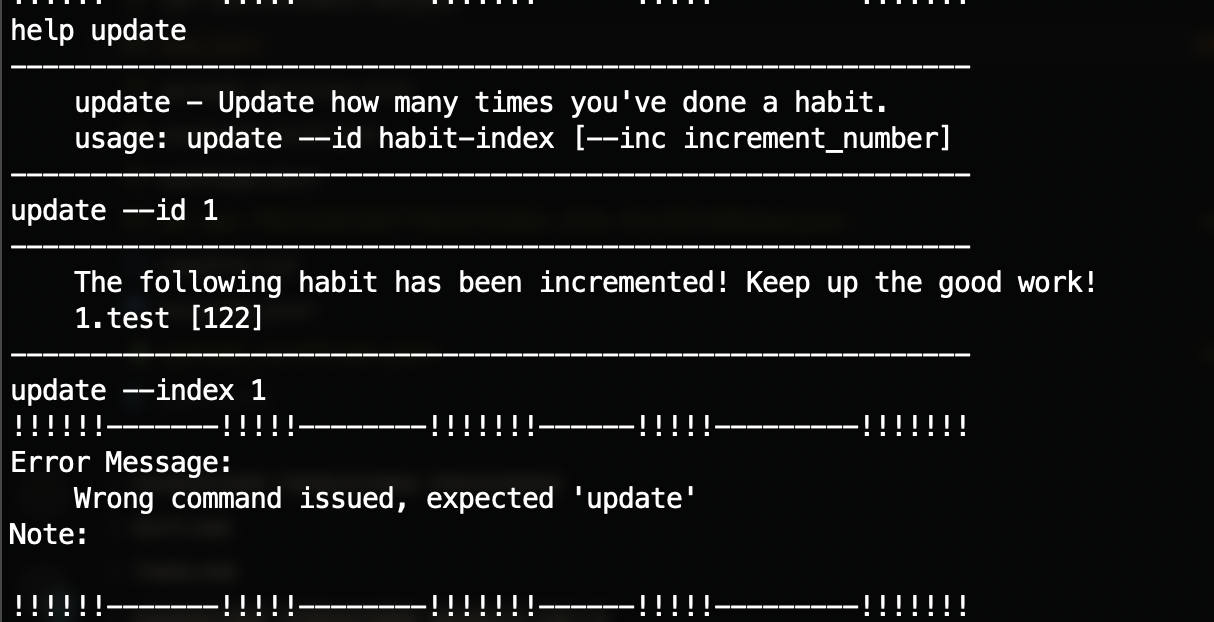 !!!!!!-------!!!!!--------!!!!!!!------!!!!!---------!!!!!!!
help update
------------------------------------------------------------
    update - Update how many times you've done a habit.
    usage: update --id habit-index [--inc increment_number]
------------------------------------------------------------
update --id 1
------------------------------------------------------------
    The following habit has been incremented! Keep up the good work!
    1.test [122]
------------------------------------------------------------
update --index 1
!!!!!!-------!!!!!--------!!!!!!!------!!!!!---------!!!!!!!
Error Message:
    Wrong command issued, expected 'update'
Note:
!!!!!!-------!!!!!--------!!!!!!!------!!!!!---------!!!!!!!